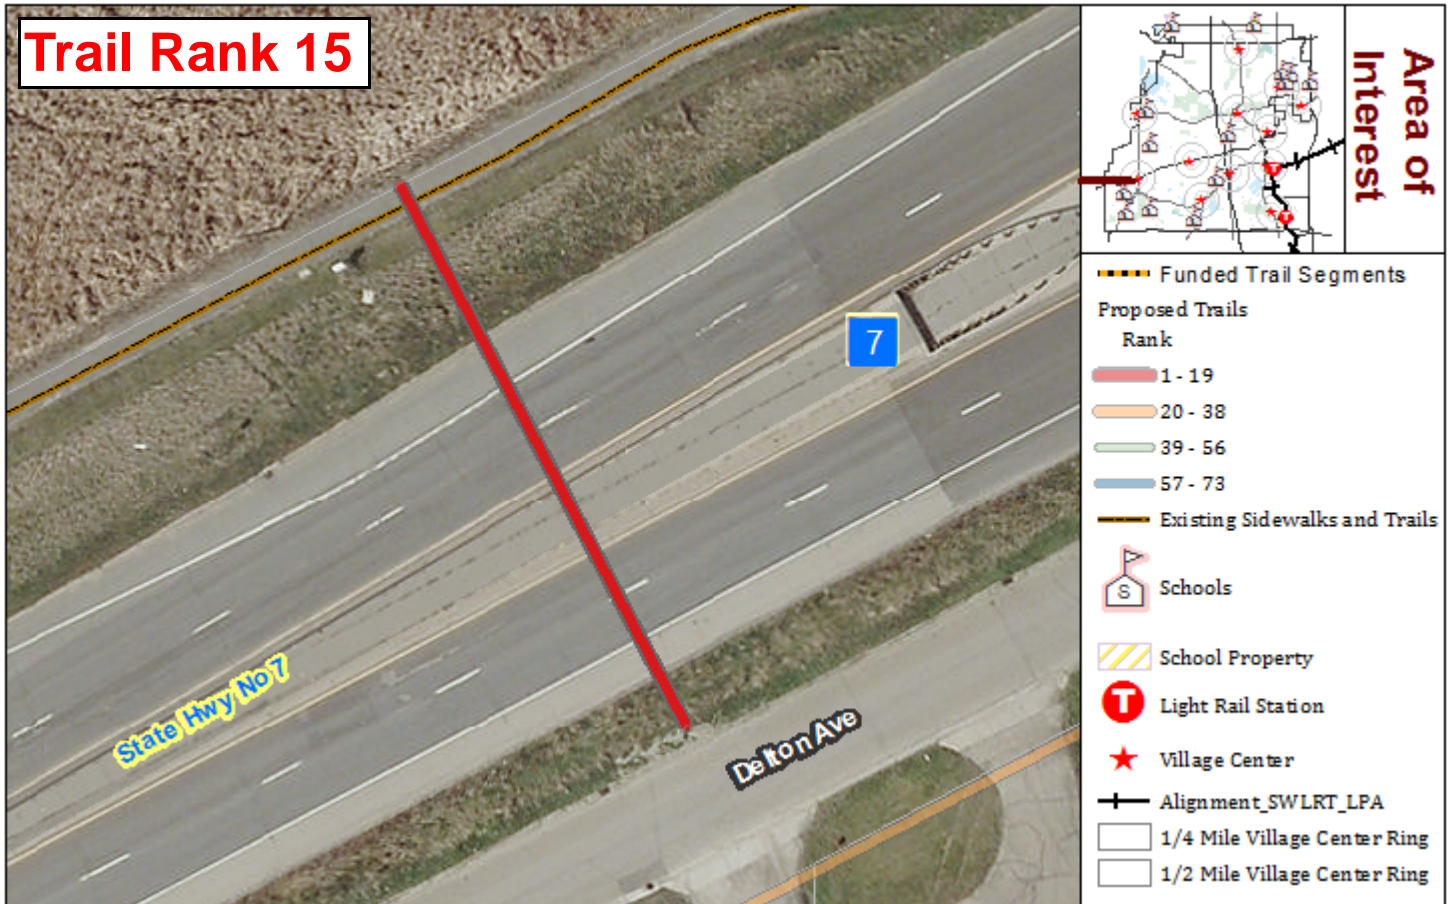 Trail Rank 15
7
State Hwy No 7
Delton Ave
Area of
Interest
T
T
Funded Trail Segments
Proposed Trails
Rank
1 - 19
20 - 38
39 - 56
57 - 73
Existing Sidewalks and Trails
S
Schools
School Property
T
Light Rail Station
Village Center
Alignment_SWLRT_LPA
1/4 Mile Village Center Ring
1/2 Mile Village Center Ring